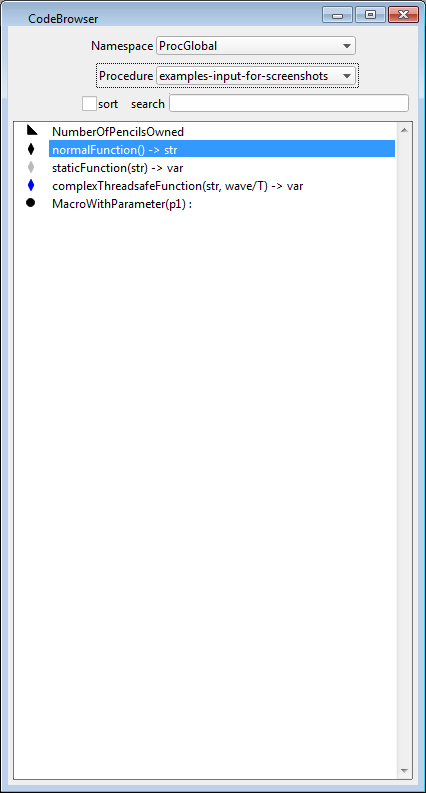 CodeBrowser
Namespace ProcGlobal
Procedure examples-input-for-screenshots
sort search
NumberOfPencilsOwned
normalFunction() -> str
staticFunction(str) -> var
complexThreadsafeFunction(str, wave/T) -> var
MacroWithParameter(p1) :